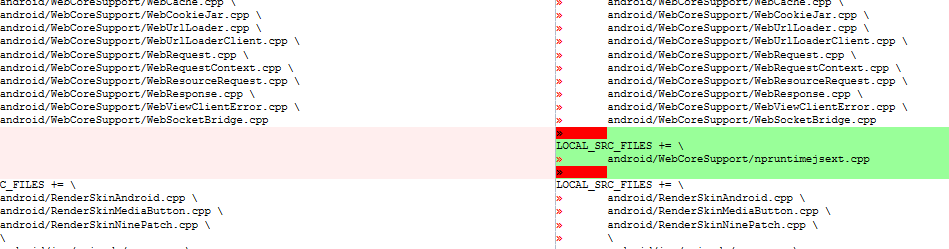 android/WebCoreSupport/WebCache.cpp \
android/WebCoreSupport/WebCookieJar.cpp \
android/WebCoreSupport/WebUrlLoader.cpp \
android/WebCoreSupport/WebUrlLoaderClient.cpp \
android/WebCoreSupport/WebRequest.cpp \
android/WebCoreSupport/WebRequestContext.cpp \
android/WebCoreSupport/WebResourceRequest.cpp \
android/WebCoreSupport/WebResponse.cpp \
android/WebCoreSupport/WebViewClientError.cpp \
android/WebCoreSupport/WebSocketBridge.cpp
C_FILES += \
android/RenderSkinAndroid.cpp \
android/RenderSkinMediaButton.cpp \
android/RenderSkinNinePatch.cpp \
\
» android/WebCoreSupport/WebCache.cpp \
» android/WebCoreSupport/WebCookieJar.cpp \
» android/WebCoreSupport/WebUrlLoader.cpp \
» android/WebCoreSupport/WebUrlLoaderClient.cpp \
» android/WebCoreSupport/WebRequest.cpp \
» android/WebCoreSupport/WebRequestContext.cpp \
» android/WebCoreSupport/WebResourceRequest.cpp \
» android/WebCoreSupport/WebResponse.cpp \
» android/WebCoreSupport/WebViewClientError.cpp \
» android/WebCoreSupport/WebSocketBridge.cpp
»
LOCAL_SRC_FILES += \
» android/WebCoreSupport/npruntimejsext.cpp
»
LOCAL_SRC_FILES += \
» android/RenderSkinAndroid.cpp \
» android/RenderSkinMediaButton.cpp \
» android/RenderSkinNinePatch.cpp \
» \